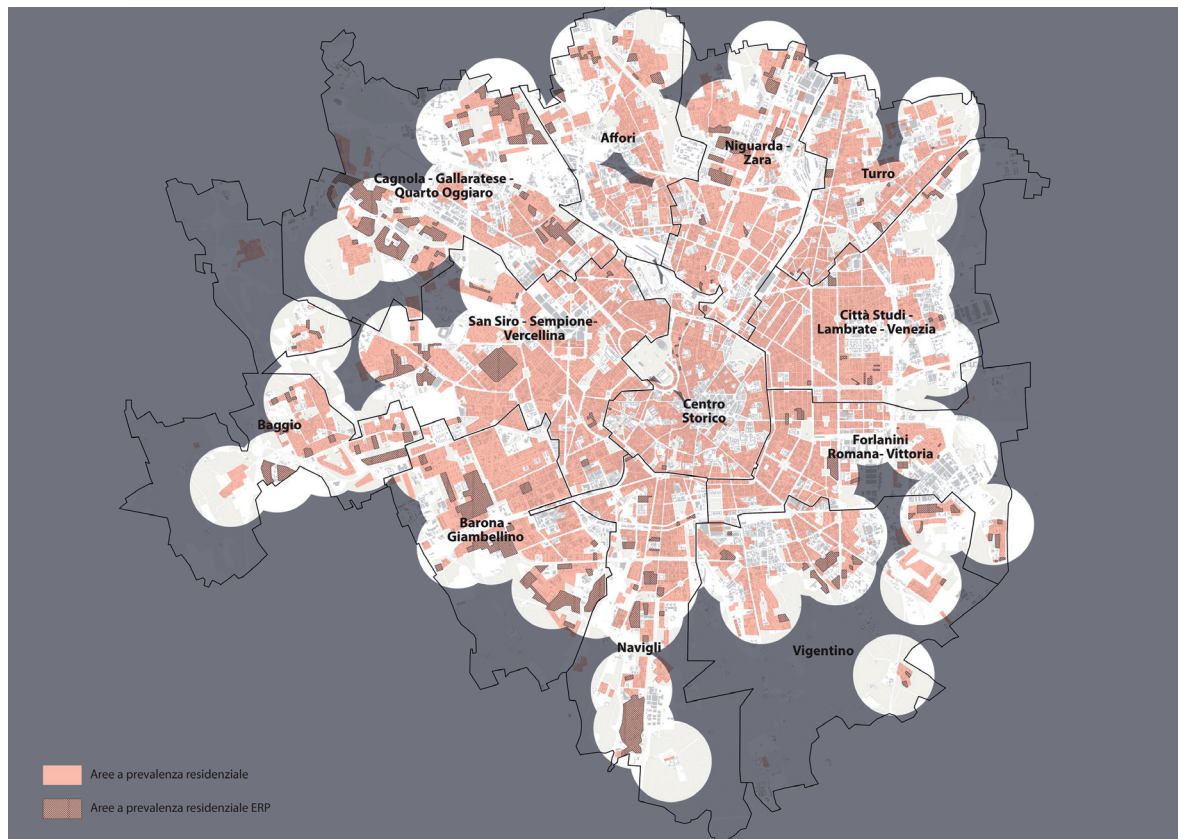 Affori
Niguarda -
Zara
Turro
Cagnola - Gallaratese -
Quarto Oggiaro
San Siro - Sempione-
Vercellina
Città Studi -
Lambrate - Venezia
Centro
Storico
Baggio
Forlanini
Romana- Vittoria
Barona -
Giambellino
Navigli
Vigentino
Aree a prevalenza residenziale
Aree a prevalenza residenziale ERP